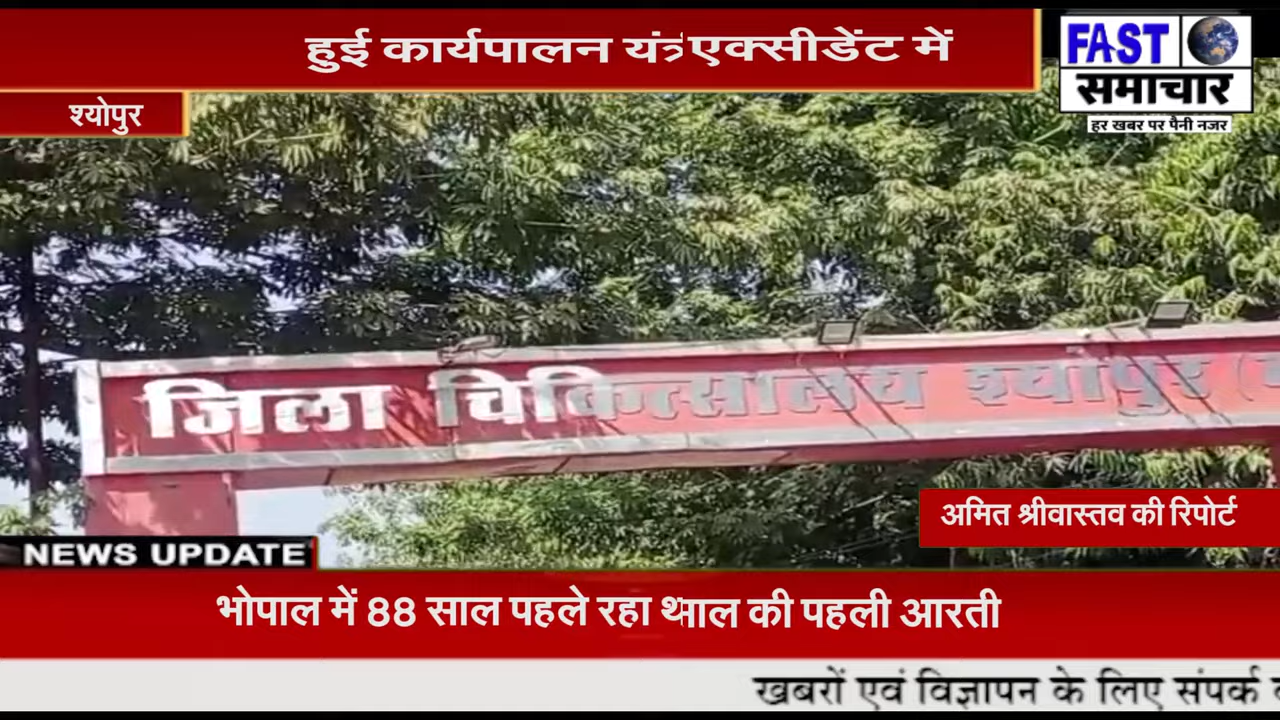 हुई कार्यपालन एक्सीडेंट में
FAST
समाचार
हर खबर पर पैनी नजर
श्योपुर
जिला चिकित्सालय श्योपुर
अमित श्रीवास्तव की रिपोर्ट
NEWS UPDATE
भोपाल में 88 साल पहले रहा की पहली आरती
खबरों एवं विज्ञापन के लिए संपर्क